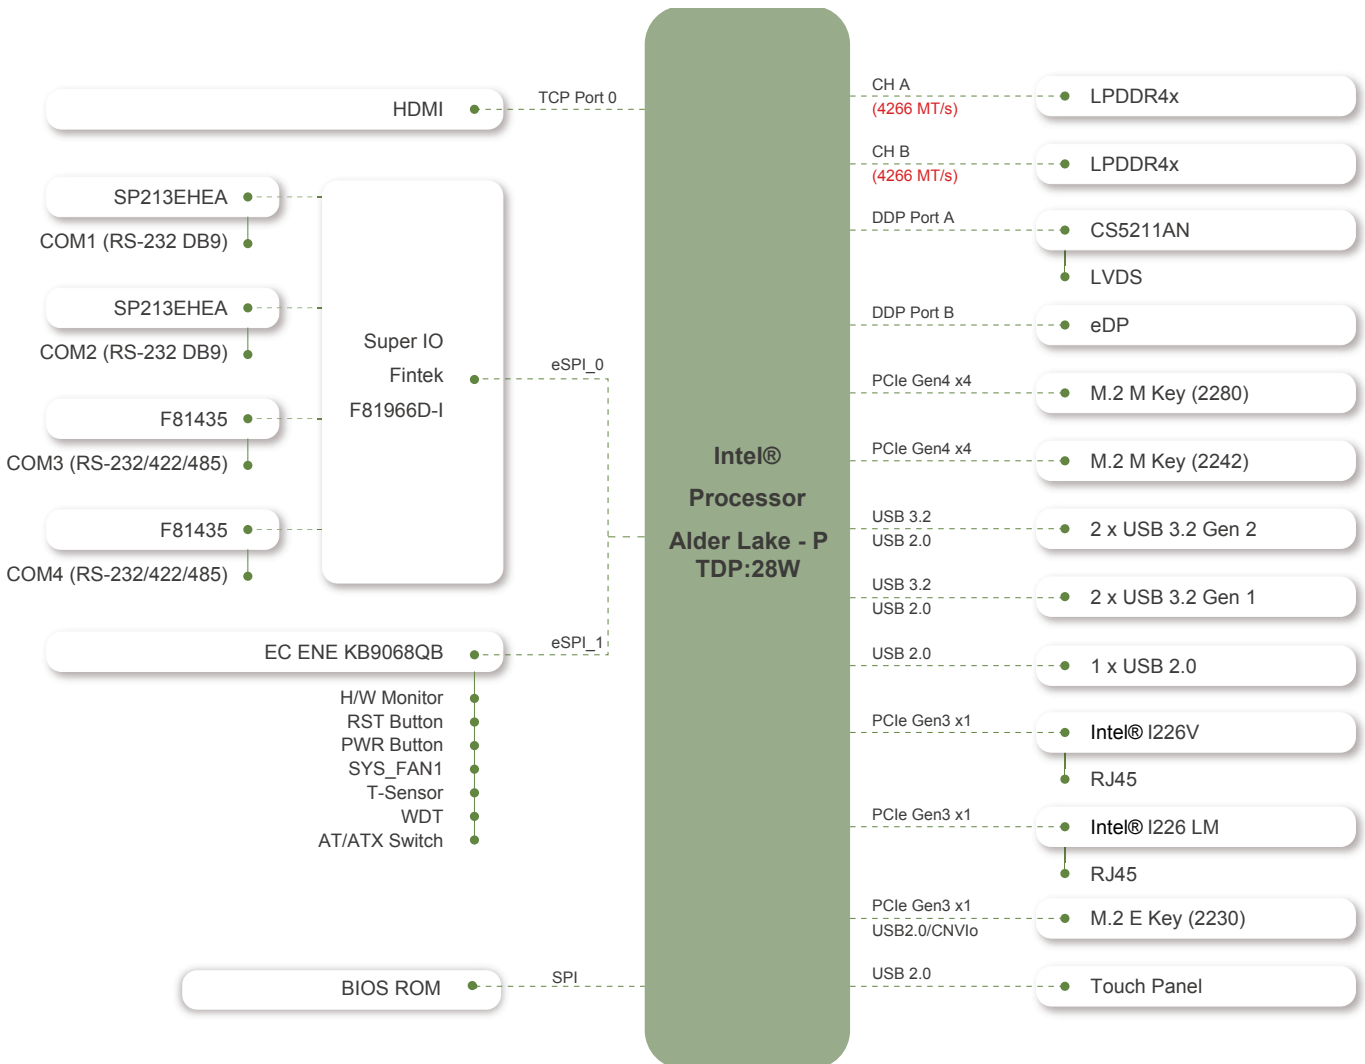 HDMI
TCP Port 0
SP213EHEA
COM1 (RS-232 DB9)
SP213EHEA
COM2 (RS-232 DB9)
F81435
COM3 (RS-232/422/485)
F81435
COM4 (RS-232/422/485)
Super IO
Fintek
F81966D-I
eSPI_0
eSPI_1
EC ENE KB9068QB
H/W Monitor
RST Button
PWR Button
SYS_FAN1
T-Sensor
WDT
AT/ATX Switch
BIOS ROM
SPI
Intel®
Processor
Alder Lake - P
TDP:28W
CH A
(4266 MT/s)
LPDDR4x
CH B
(4266 MT/s)
LPDDR4x
DDP Port A
CS5211AN
LVDS
DDP Port B
eDP
PCIe Gen4 x4
M.2 M Key (2280)
PCIe Gen4 x4
M.2 M Key (2242)
USB 3.2
USB 2.0
2 x USB 3.2 Gen 2
USB 3.2
USB 2.0
2 x USB 3.2 Gen 1
USB 2.0
1 x USB 2.0
PCIe Gen3 x1
Intel® I226V
RJ45
PCIe Gen3 x1
Intel® I226 LM
RJ45
PCIe Gen3 x1
USB2.0/CNVIo
M.2 E Key (2230)
USB 2.0
Touch Panel